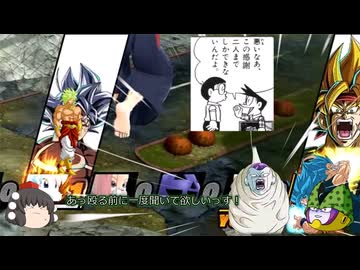 悪いなあ、
この感謝
二人まで
しかできな
いんだよ。
あっ殴る前に一度聞いて欲しいっす！